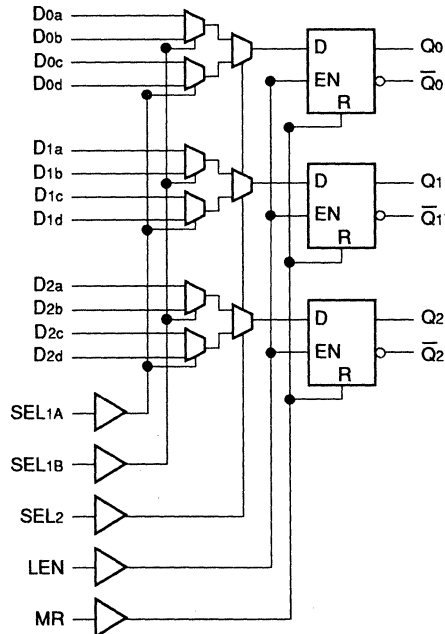 D0a
D0b
D Q0
D0c
EN Q̅0
D0d
R
D1a
D1b
D Q1
D1c
EN Q̅1
D1d
R
D2a
D2b
D Q2
D2c
EN Q̅2
D2d
R
SEL1A
SEL1B
SEL2
LEN
MR